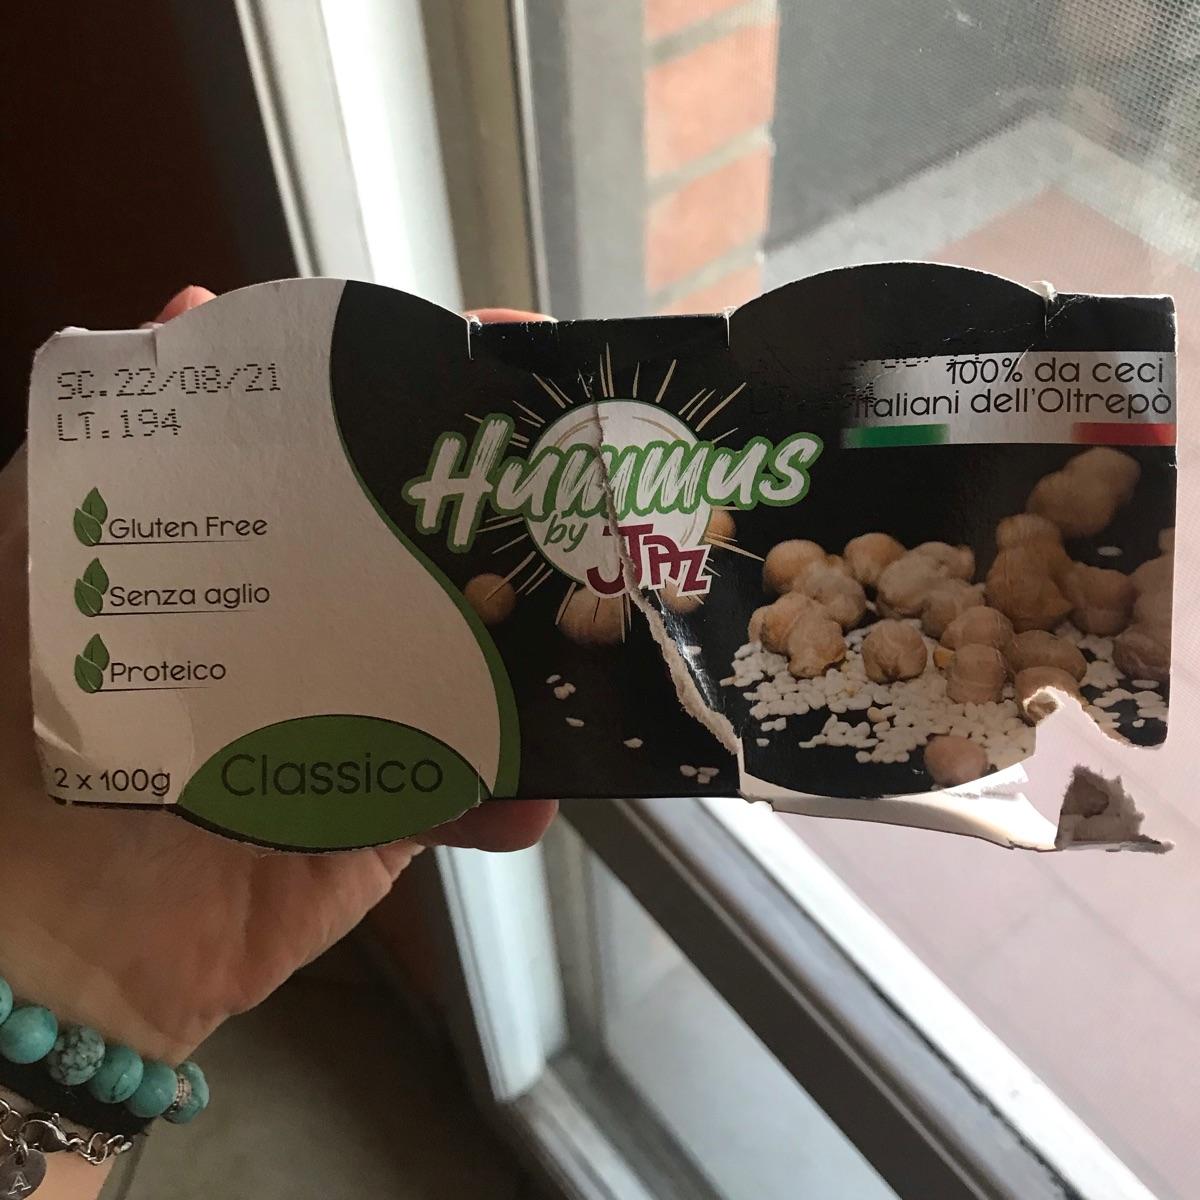 SC.22/08/21
LT.194
Gluten Free
Senza aglio
Proteico
2 x 100g
Classico
Hummus
by JTAZ
100% da ceci
italiani dell'Oltrepò
A